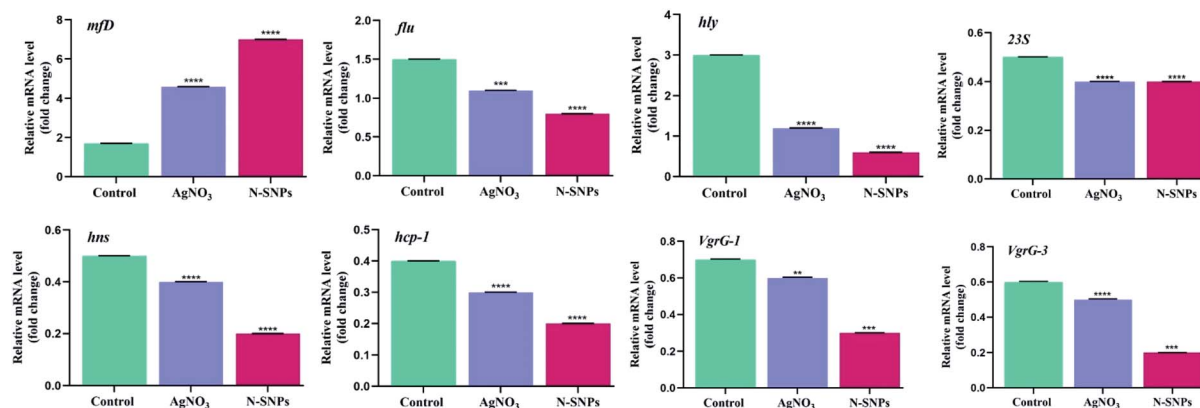 mfD
Relative mRNA level
(fold change)
8
6
4
2
0
****
****
Control
AgNO₃
N-SNPs
flu
Relative mRNA level
(fold change)
2.0
1.5
1.0
0.5
0.0
***
****
Control
AgNO₃
N-SNPs
hly
Relative mRNA level
(fold change)
4
3
2
1
0
****
****
Control
AgNO₃
N-SNPs
23S
Relative mRNA level
(fold change)
0.6
0.4
0.2
0.0
****
****
Control
AgNO₃
N-SNPs
hns
Relative mRNA level
(fold change)
0.6
0.4
0.2
0.0
****
****
Control
AgNO₃
N-SNPs
hcp-1
Relative mRNA level
(fold change)
0.5
0.4
0.3
0.2
0.1
0.0
****
****
Control
AgNO₃
N-SNPs
VgrG-1
Relative mRNA level
(fold change)
0.8
0.6
0.4
0.2
0.0
**
***
Control
AgNO₃
N-SNPs
VgrG-3
Relative mRNA level
(fold change)
0.8
0.6
0.4
0.2
0.0
****
***
Control
AgNO₃
N-SNPs